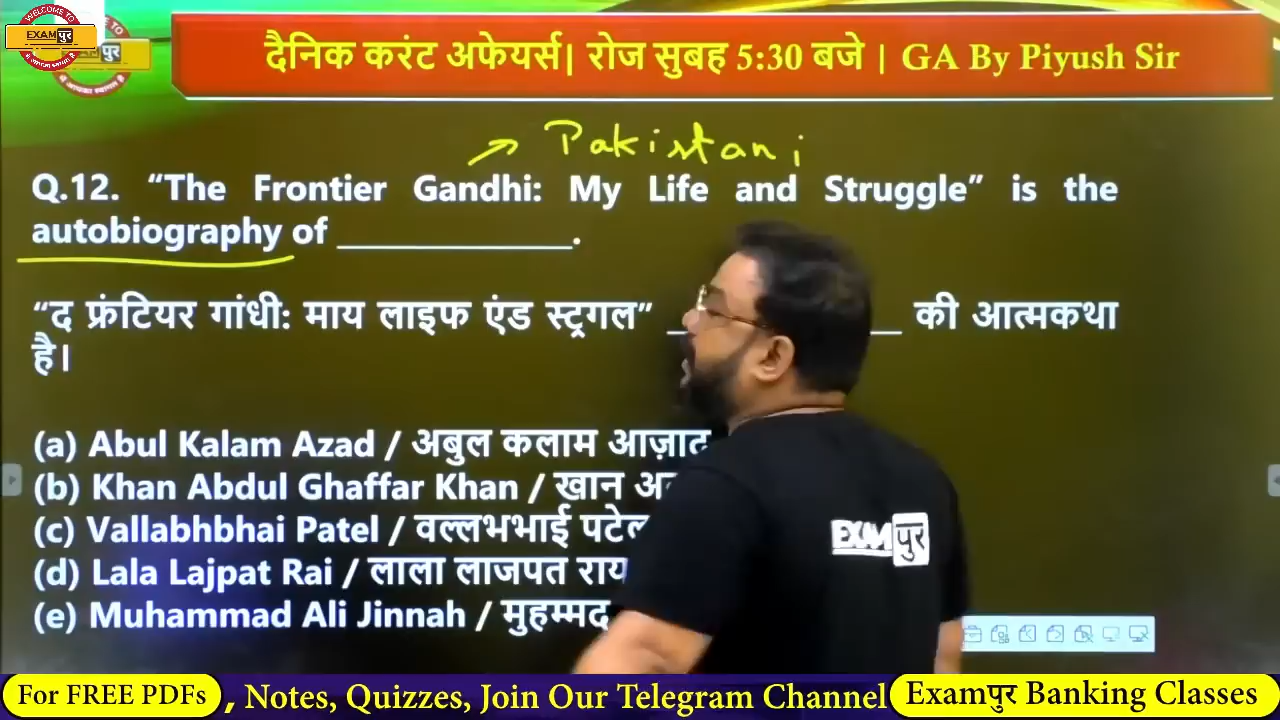 WELCOME TO
EXAMपुर
दैनिक करंट अफेयर्स| रोज सुबह 5:30 बजे | GA By Piyush Sir
Pakistani
Q.12. “The Frontier Gandhi: My Life and Struggle” is the
autobiography of ______________.
“द फ्रंटियर गांधी: माय लाइफ एंड स्ट्रगल” ______________ की आत्मकथा
है।
(a) Abul Kalam Azad / अबुल कलाम
(b) Khan Abdul Ghaffar Khan / खान
(c) Vallabhbhai Patel / वल्लभभाई
(d) Lala Lajpat Rai / लाला लाजपत राय
(e) Muhammad Ali Jinnah / मुहम्मद
EXAMपुर
For FREE PDFs , Notes, Quizzes, Join Our Telegram Channel Examपुर Banking Classes